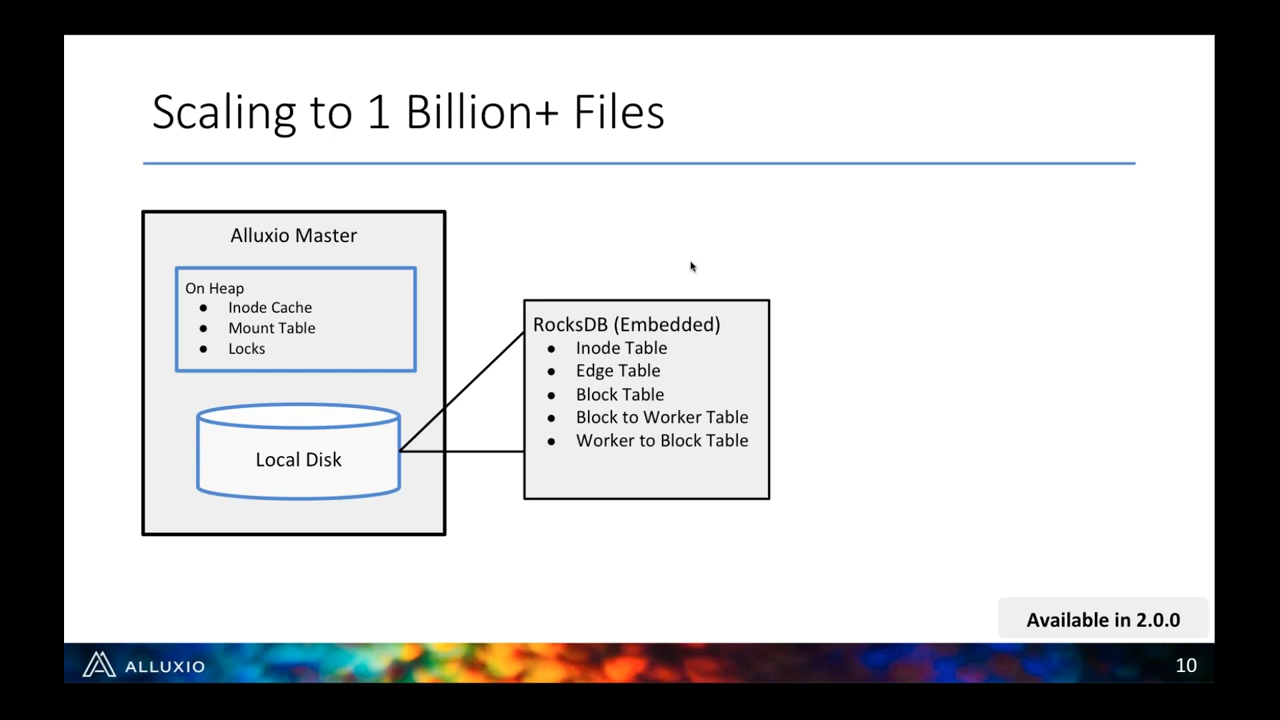 Scaling to 1 Billion+ Files
Alluxio Master
On Heap
● Inode Cache
● Mount Table
● Locks
Local Disk
RocksDB (Embedded)
● Inode Table
● Edge Table
● Block Table
● Block to Worker Table
● Worker to Block Table
Available in 2.0.0
ALLUXIO
10